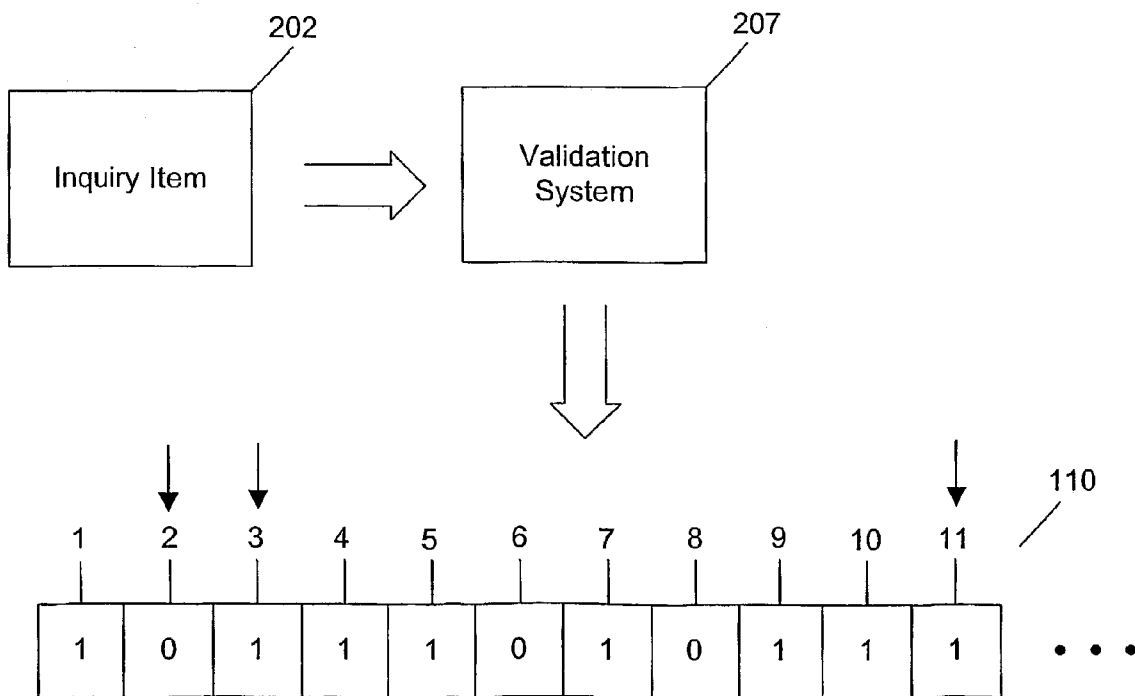 202
207
Inquiry Item
Validation
System
110
1 2 3 4 5 6 7 8 9 10 11
1 0 1 1 1 0 1 0 1 1 1 • • •